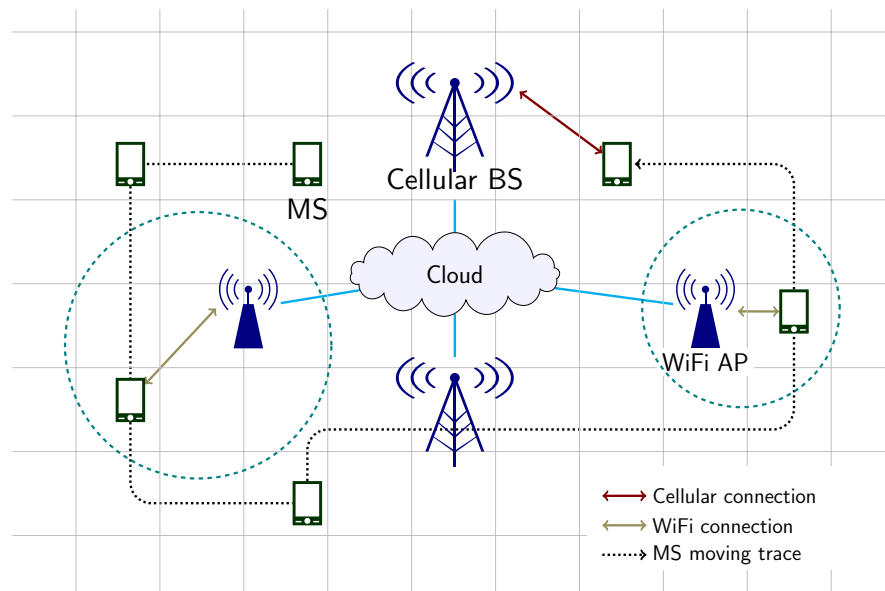 Cellular BS
MS
Cloud
WiFi AP
Cellular connection
WiFi connection
MS moving trace